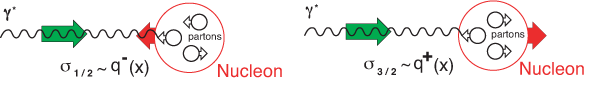 γ* partons
σ1/2 ~ q-(x) Nucleon
γ* partons
σ3/2 ~ q+(x) Nucleon